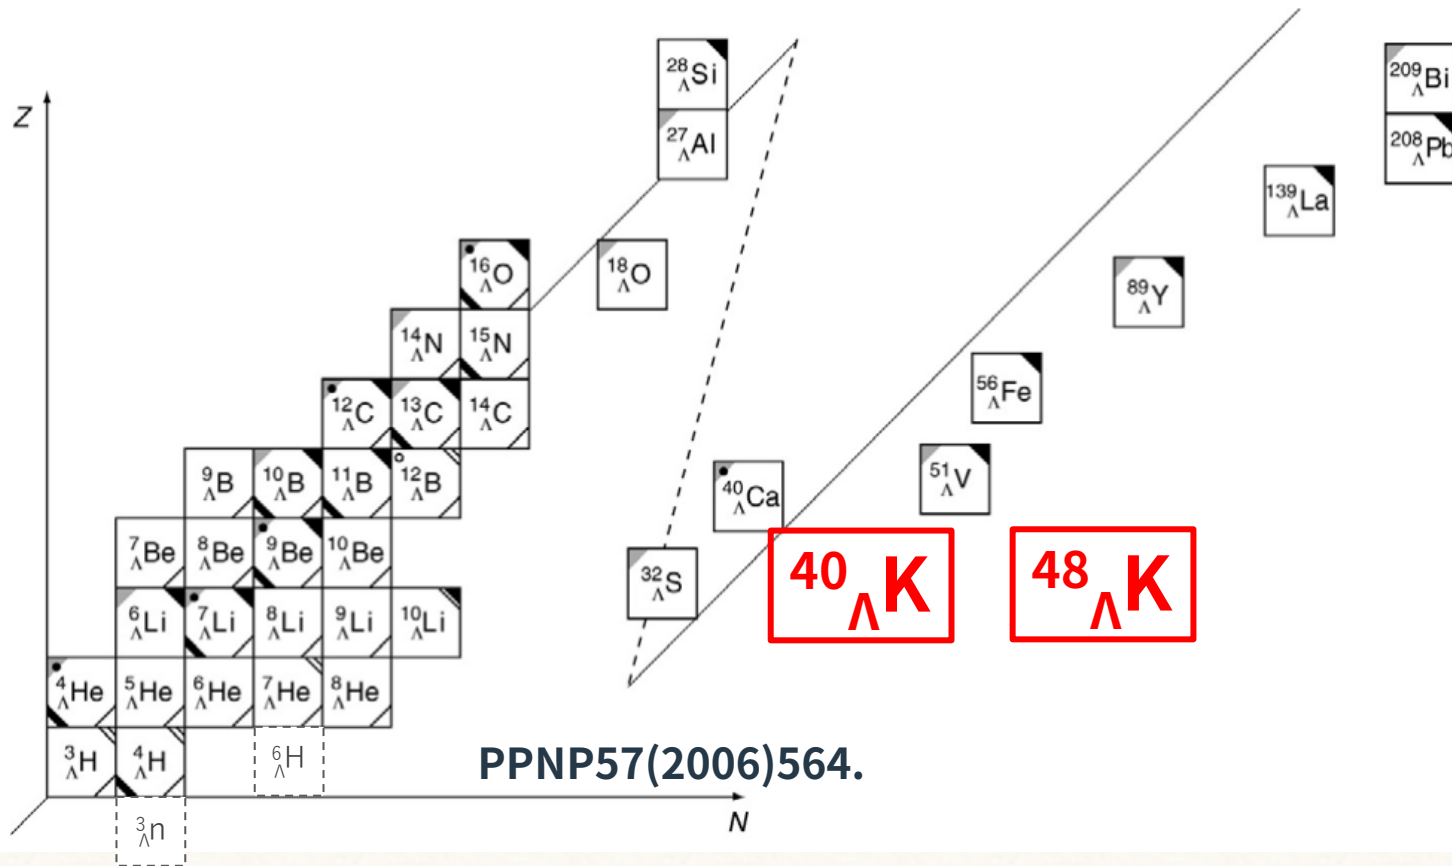 Z
²⁸ΛSi
²⁷ΛAl
²⁰⁹ΛBi
²⁰⁸ΛPb
¹³⁹ΛLa
¹⁶ΛO
¹⁸ΛO
⁸⁹ΛY
¹⁴ΛN ¹⁵ΛN
⁵⁶ΛFe
¹²ΛC ¹³ΛC ¹⁴ΛC
⁵¹ΛV
⁹ΛB ¹⁰ΛB ¹¹ΛB ¹²ΛB
⁴⁰ΛCa
⁷ΛBe ⁸ΛBe ⁹ΛBe ¹⁰ΛBe
³²ΛS
⁴⁰ΛK ⁴⁸ΛK
⁶ΛLi ⁷ΛLi ⁸ΛLi ⁹ΛLi ¹⁰ΛLi
⁴ΛHe ⁵ΛHe ⁶ΛHe ⁷ΛHe ⁸ΛHe
³ΛH ⁴ΛH ⁶ΛH
PPNP57(2006)564.
N
³Λn